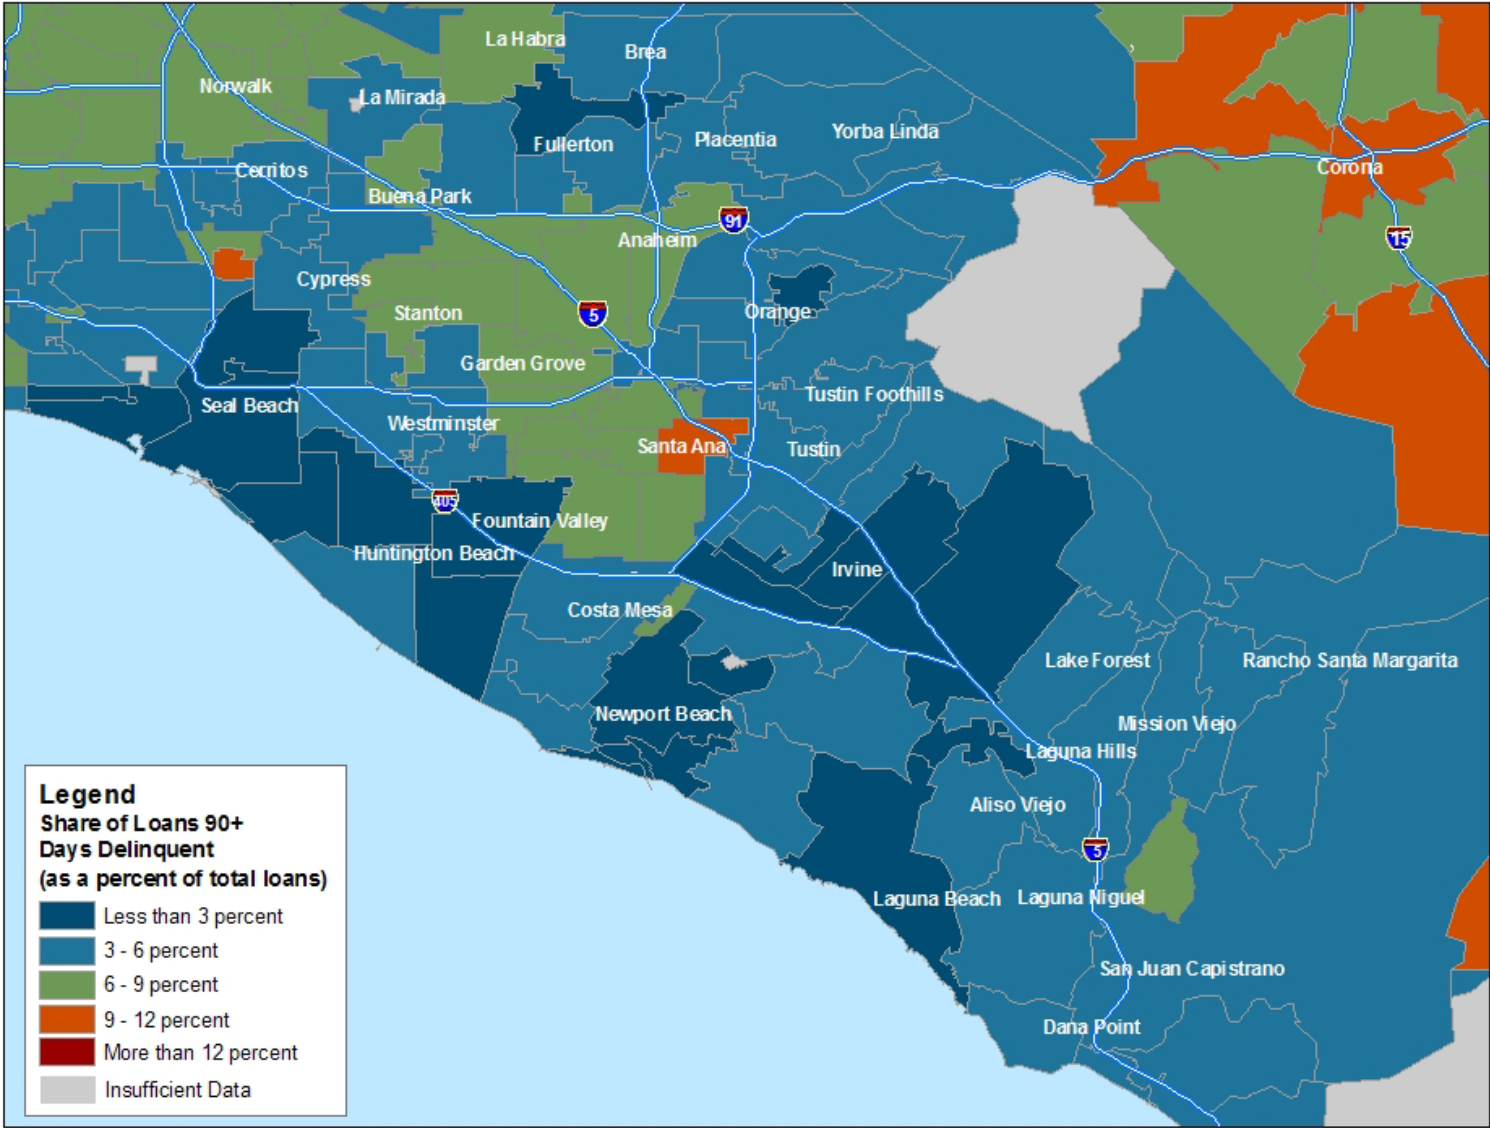 La Habra
Brea
Norwalk
La Mirada
Fullerton
Placentia
Yorba Linda
Cerritos
Corona
Buena Park
91
Anaheim
15
Cypress
Stanton
5
Orange
Garden Grove
Seal Beach
Tustin Foothills
Westminster
Santa Ana
Tustin
405
Fountain Valley
Huntington Beach
Irvine
Costa Mesa
Lake Forest
Rancho Santa Margarita
Newport Beach
Mission Viejo
Laguna Hills
Aliso Viejo
5
Laguna Beach
Laguna Niguel
San Juan Capistrano
Dana Point
Legend
Share of Loans 90+
Days Delinquent
(as a percent of total loans)
Less than 3 percent
3 - 6 percent
6 - 9 percent
9 - 12 percent
More than 12 percent
Insufficient Data